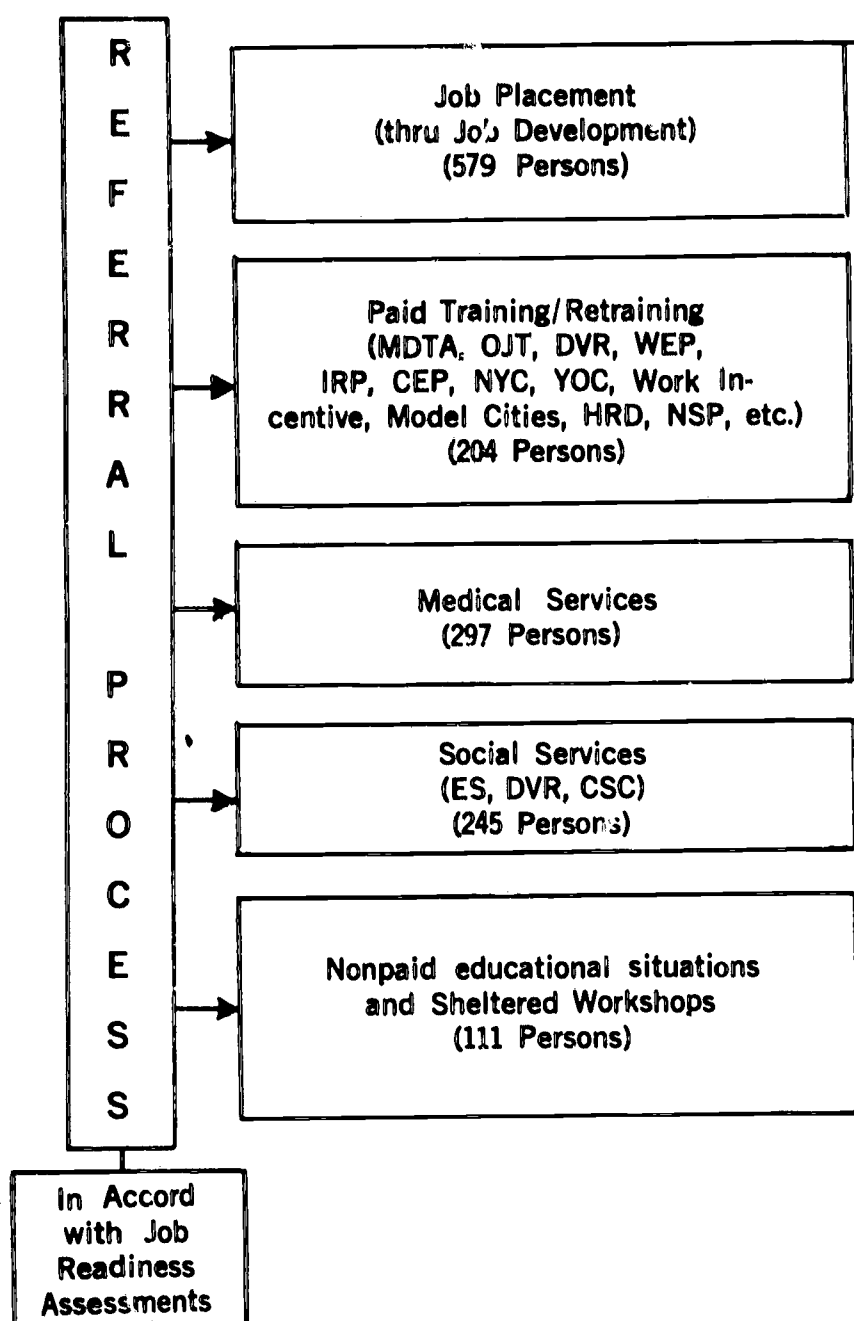 REFERRAL PROCESS
Job Placement
(thru Job Development)
(579 Persons)
Paid Training/Retraining
(MDTA, OJT, DVR, WEP,
IRP, CEP, NYC, YOC, Work In-
centive, Model Cities, HRD, NSP, etc.)
(204 Persons)
Medical Services
(297 Persons)
Social Services
(ES, DVR, CSC)
(245 Persons)
Nonpaid educational situations
and Sheltered Workshops
(111 Persons)
In Accord
with Job
Readiness
Assessments